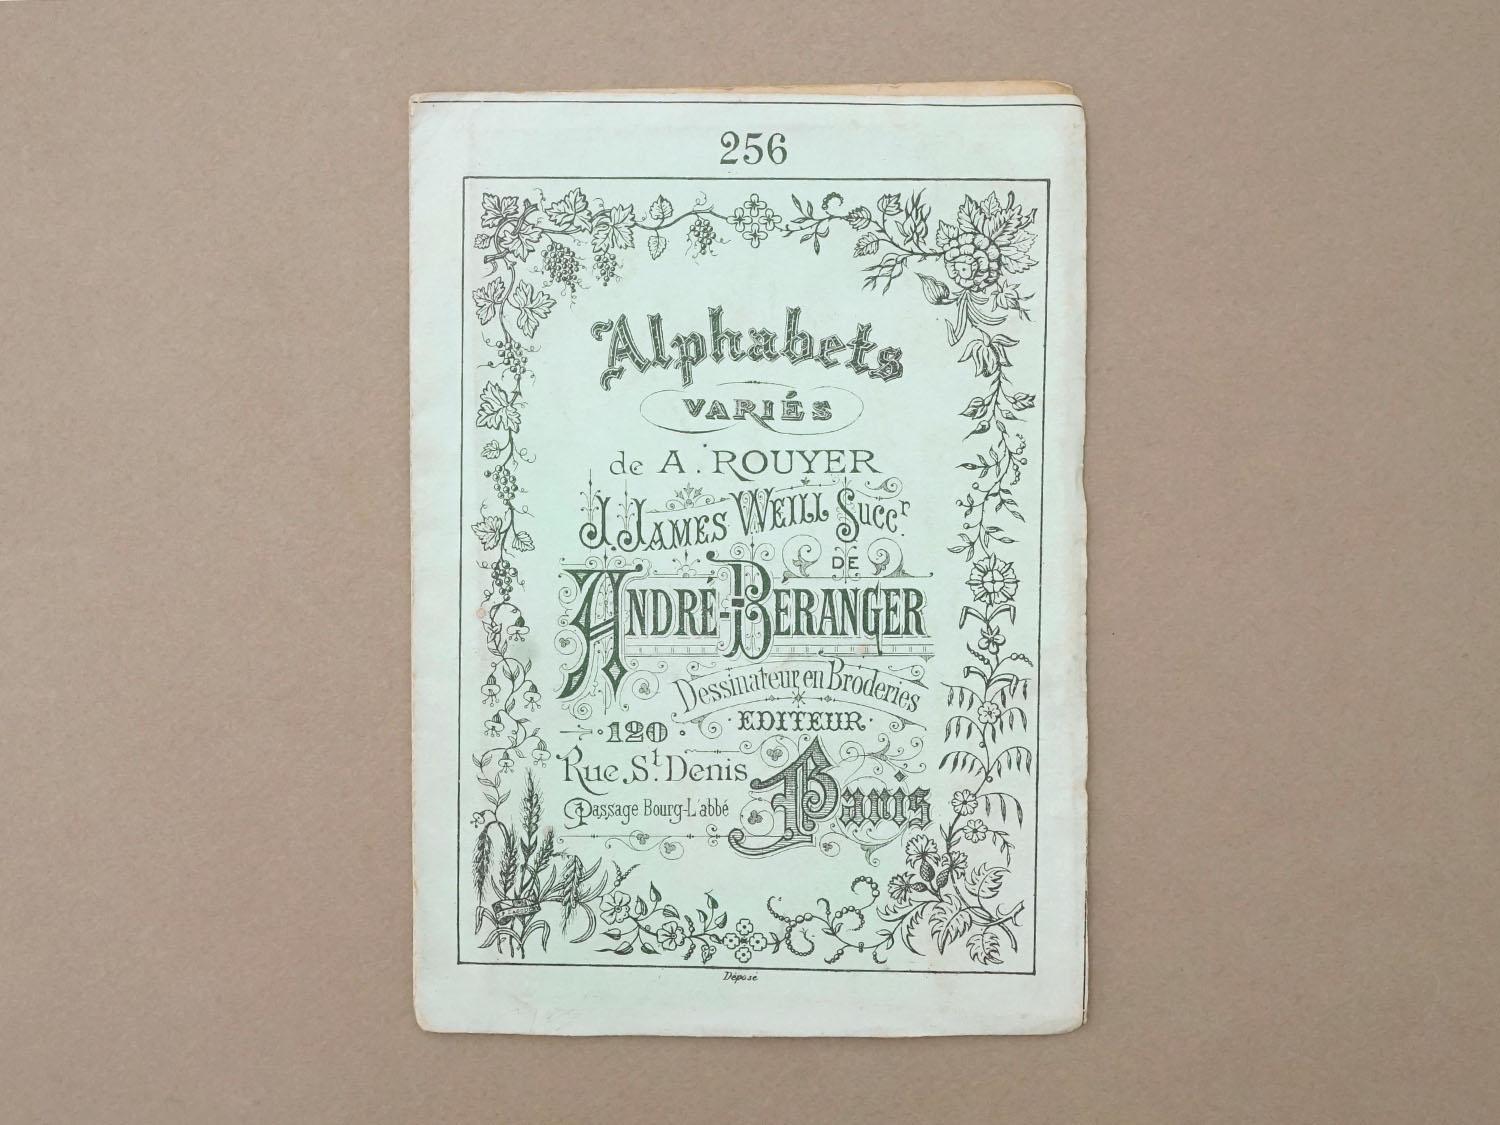 256
Alphabets
VARIÉS
de A. ROUYER
J. JAMES WEILL Succr.
DE
ANDRÉ-BÉRANGER
Dessinateur en Broderies
EDITEUR
120
Rue St. Denis
Passage Bourg-L'abbé
Paris
Déposé